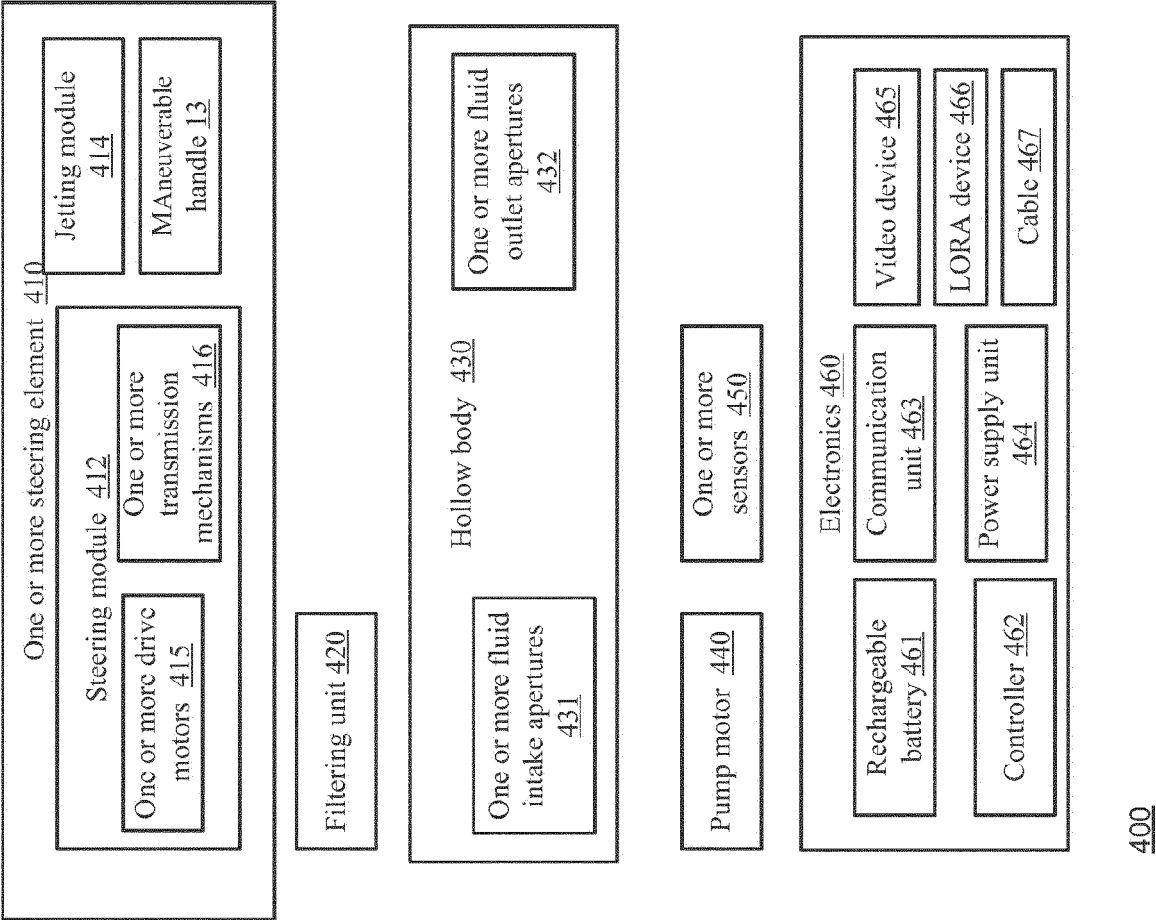 One or more steering element 410
Steering module 412
One or more drive
motors 415
One or more
transmission
mechanisms 416
Jetting module
414
MAneuverable
handle 13
Filtering unit 420
Hollow body 430
One or more fluid
intake apertures
431
One or more fluid
outlet apertures
432
Pump motor 440
One or more
sensors 450
Electronics 460
Rechargeable
battery 461
Controller 462
Communication
unit 463
Power supply unit
464
Video device 465
LORA device 466
Cable 467
400